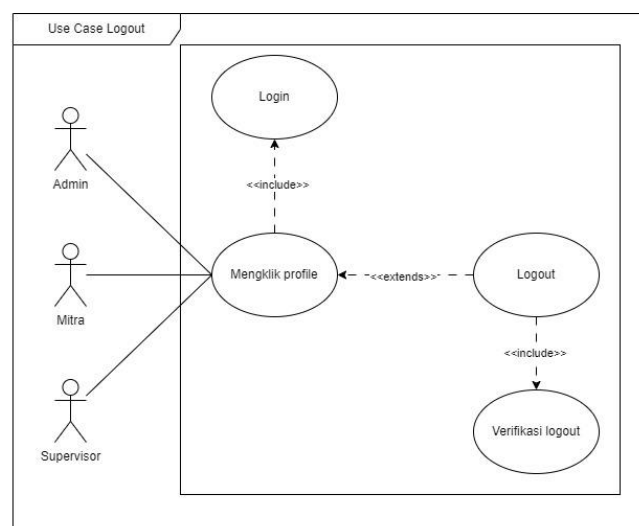 Use Case Logout
Login
<<include>>
Admin
Mengklik profile
<<extends>>
Logout
Mitra
<<include>>
Verifikasi logout
Supervisor